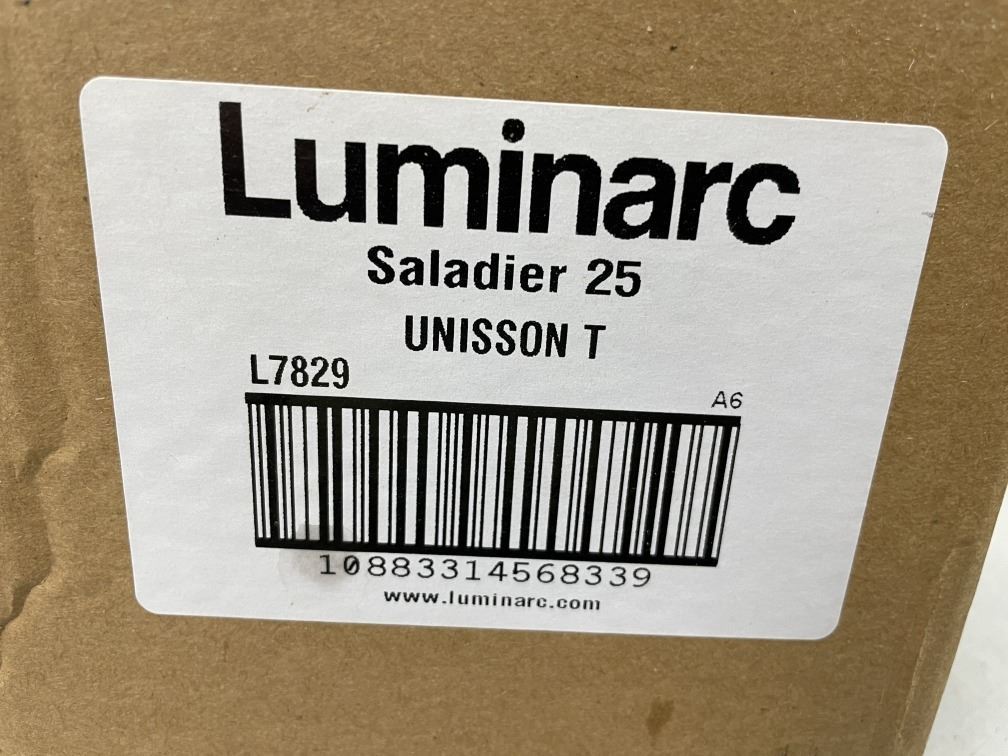 Luminarc
Saladier 25
UNISSON T
L7829
A6
10883314568339
www.luminarc.com